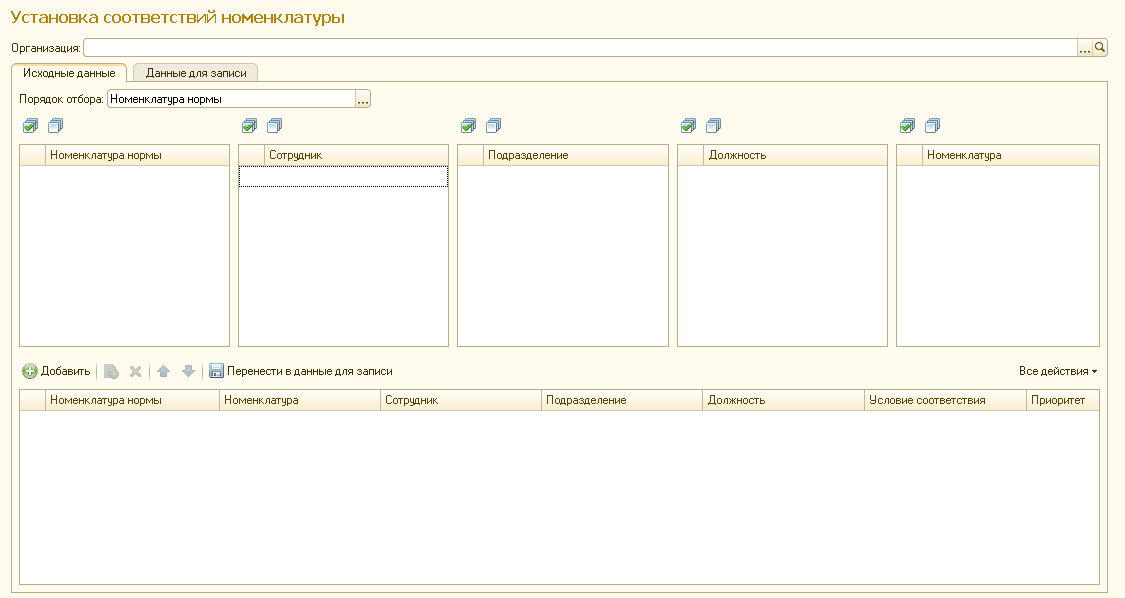 Установка соответствий номенклатуры
Организация: ...
Исходные данные Данные для записи
Порядок отбора: Номенклатура нормы ...
Номенклатура нормы Сотрудник Подразделение Должность Номенклатура
Добавить Перенести в данные для записи Все действия
Номенклатура нормы Номенклатура Сотрудник Подразделение Должность Условие соответствия Приоритет